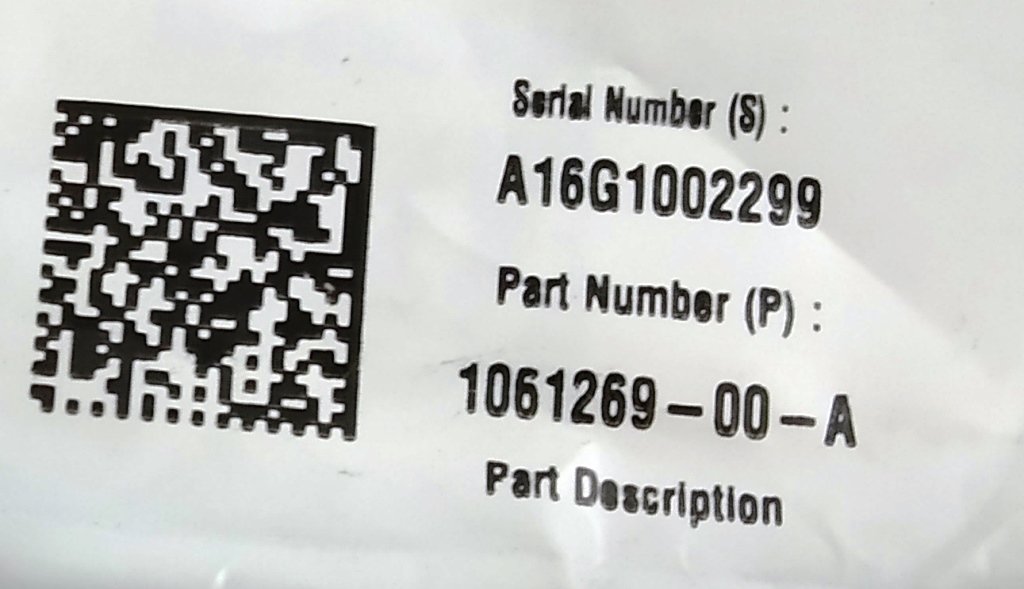 Serial Number (S) :
A16G1002299
Part Number (P) :
1061269-00-A
Part Description